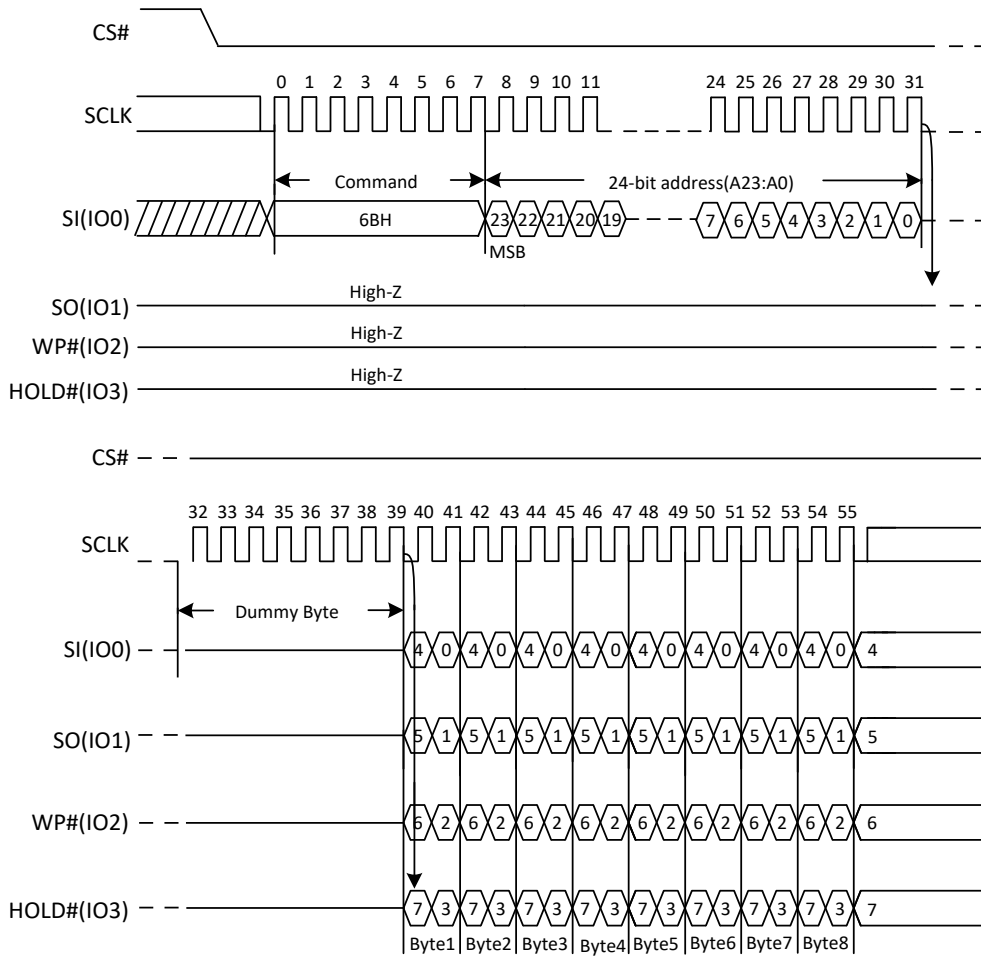 CS#
0 1 2 3 4 5 6 7 8 9 10 11 24 25 26 27 28 29 30 31
SCLK
Command 24-bit address(A23:A0)
SI(IO0) 6BH 23 22 21 20 19 7 6 5 4 3 2 1 0
MSB
High-Z
SO(IO1)
High-Z
WP#(IO2)
High-Z
HOLD#(IO3)
CS#
32 33 34 35 36 37 38 39 40 41 42 43 44 45 46 47 48 49 50 51 52 53 54 55
SCLK
Dummy Byte
SI(IO0) 4 0 4 0 4 0 4 0 4 0 4 0 4 0 4 0 4
SO(IO1) 5 1 5 1 5 1 5 1 5 1 5 1 5 1 5 1 5
WP#(IO2) 6 2 6 2 6 2 6 2 6 2 6 2 6 2 6 2 6
HOLD#(IO3) 7 3 7 3 7 3 7 3 7 3 7 3 7 3 7 3 7
Byte1 Byte2 Byte3 Byte4 Byte5 Byte6 Byte7 Byte8